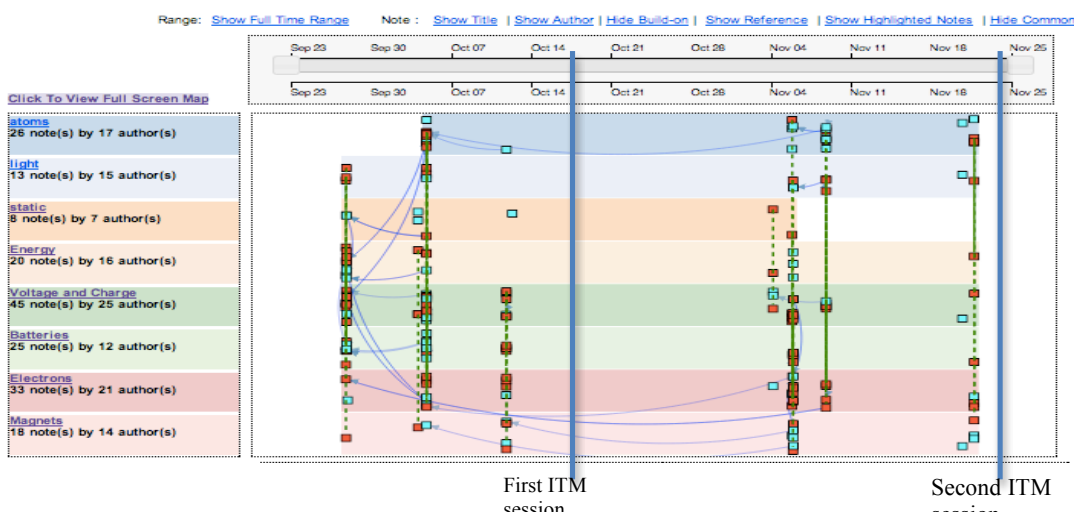 Range: Show Full Time Range Note : Show Title | Show Author | Hide Build-on | Show Reference | Show Highlighted Notes | Hide Common
Sep 23 Sep 30 Oct 07 Oct 14 Oct 21 Oct 28 Nov 04 Nov 11 Nov 18 Nov 25
Sep 23 Sep 30 Oct 07 Oct 14 Oct 21 Oct 28 Nov 04 Nov 11 Nov 18 Nov 25
Click To View Full Screen Map
atoms
26 note(s) by 17 author(s)
light
13 note(s) by 15 author(s)
static
8 note(s) by 7 author(s)
Energy
20 note(s) by 16 author(s)
Voltage and Charge
45 note(s) by 25 author(s)
Batteries
25 note(s) by 12 author(s)
Electrons
33 note(s) by 21 author(s)
Magnets
18 note(s) by 14 author(s)
First ITM
session
Second ITM
session